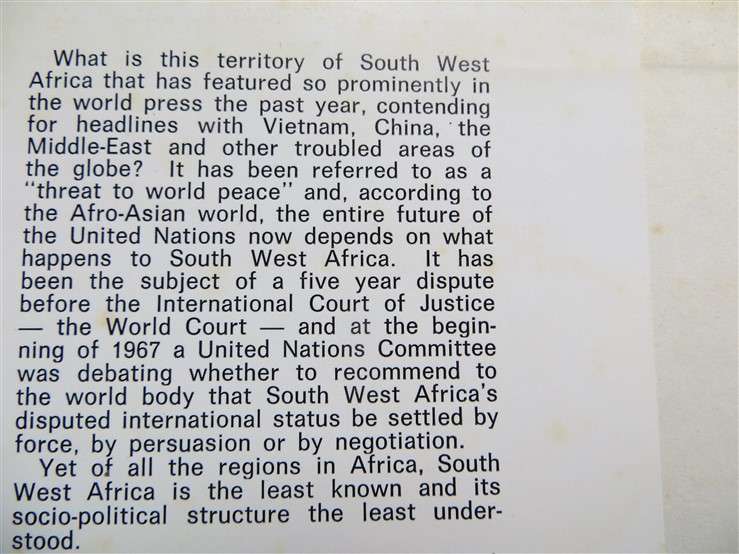 What is this territory of South West
Africa that has featured so prominently in
the world press the past year, contending
for headlines with Vietnam, China, the
Middle-East and other troubled areas of
the globe? It has been referred to as a
"threat to world peace" and, according to
the Afro-Asian world, the entire future of
the United Nations now depends on what
happens to South West Africa. It has
been the subject of a five year dispute
before the International Court of Justice
— the World Court — and at the begin-
ning of 1967 a United Nations Committee
was debating whether to recommend to
the world body that South West Africa's
disputed international status be settled by
force, by persuasion or by negotiation.
Yet of all the regions in Africa, South
West Africa is the least known and its
socio-political structure the least under-
stood.